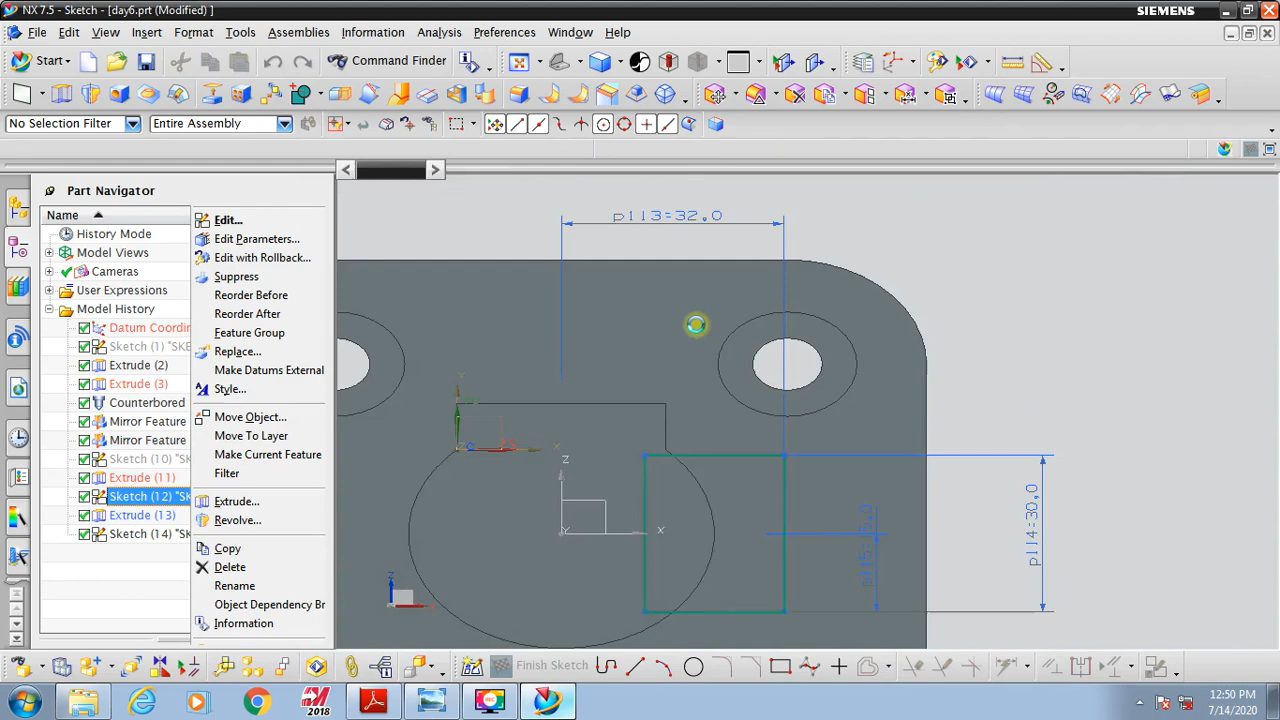 NX 7.5 - Sketch - [day6.prt (Modified) ]
SIEMENS
File Edit View Insert Format Tools Assemblies Information Analysis Preferences Window Help
Start
Command Finder
No Selection Filter
Entire Assembly
Part Navigator
Name
History Mode
Model Views
Cameras
User Expressions
Model History
Datum Coordin
Sketch (1) "SKE
Extrude (2)
Extrude (3)
Counterbored
Mirror Feature
Mirror Feature
Sketch (10) "SK
Extrude (11)
Sketch (12) "SK
Extrude (13)
Sketch (14) "SK
Edit...
Edit Parameters...
Edit with Rollback...
Suppress
Reorder Before
Reorder After
Feature Group
Replace...
Make Datums External
Style...
Move Object...
Move To Layer
Make Current Feature
Filter
Extrude...
Revolve...
Copy
Delete
Rename
Object Dependency Br
Information
p113=32.0
Y
Z
X
Y
Z
p114=30.0
Finish Sketch
2018
12:50 PM
7/14/2020